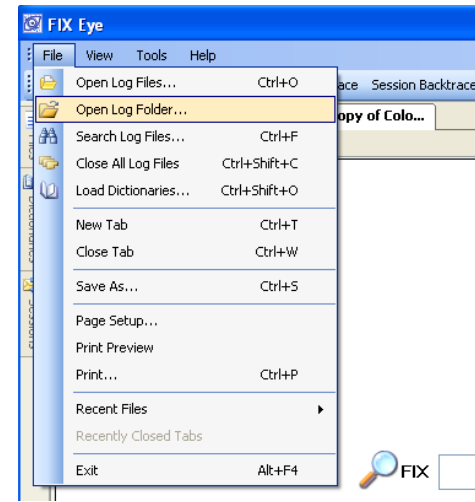 FIX Eye
File View Tools Help
Open Log Files... Ctrl+O
ace Session Backtrace
Open Log Folder...
opy of Colo...
Search Log Files... Ctrl+F
Close All Log Files Ctrl+Shift+C
Load Dictionaries... Ctrl+Shift+O
New Tab Ctrl+T
Close Tab Ctrl+W
Save As... Ctrl+S
Page Setup...
Print Preview
Print... Ctrl+P
Recent Files
Recently Closed Tabs
Exit Alt+F4
FIX